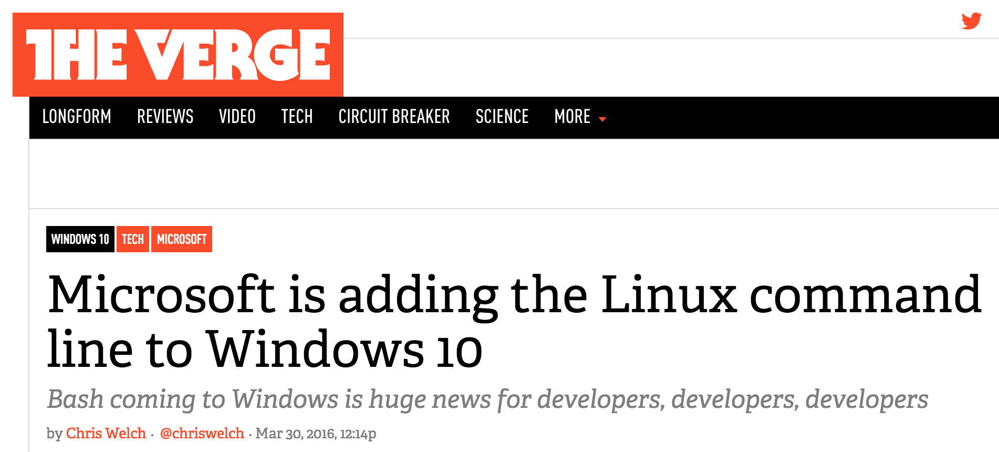 THE VERGE
LONGFORM REVIEWS VIDEO TECH CIRCUIT BREAKER SCIENCE MORE
WINDOWS 10 TECH MICROSOFT
Microsoft is adding the Linux command
line to Windows 10
Bash coming to Windows is huge news for developers, developers, developers
by Chris Welch · @chriswelch · Mar 30, 2016, 12:14p